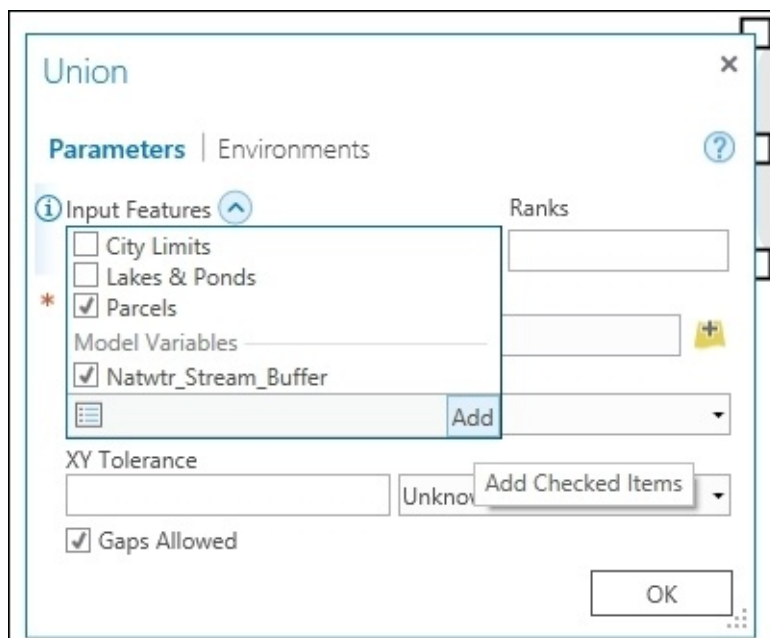 Union
Parameters | Environments
Input Features Ranks
City Limits
Lakes & Ponds
* Parcels
Model Variables
Natwtr_Stream_Buffer
Add
XY Tolerance
Add Checked Items
Gaps Allowed
OK